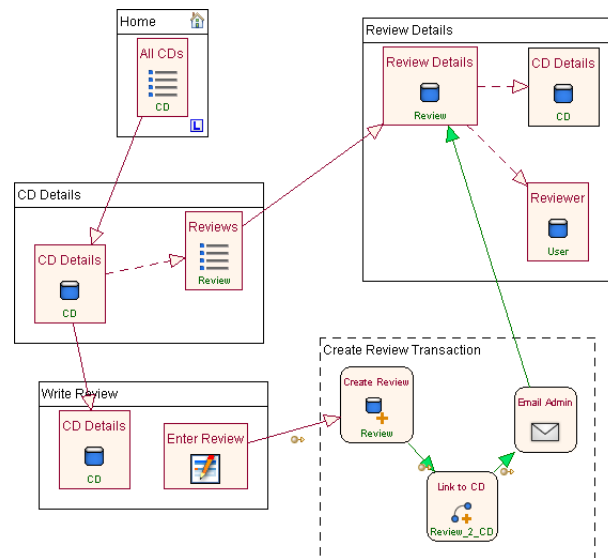 Home
All CDs
CD
L
Review Details
Review Details
Review
CD Details
CD
Reviewer
User
CD Details
Reviews
Review
CD Details
CD
Write Review
CD Details
CD
Enter Review
Create Review Transaction
Create Review
Review
Email Admin
Link to CD
Review_2_CD